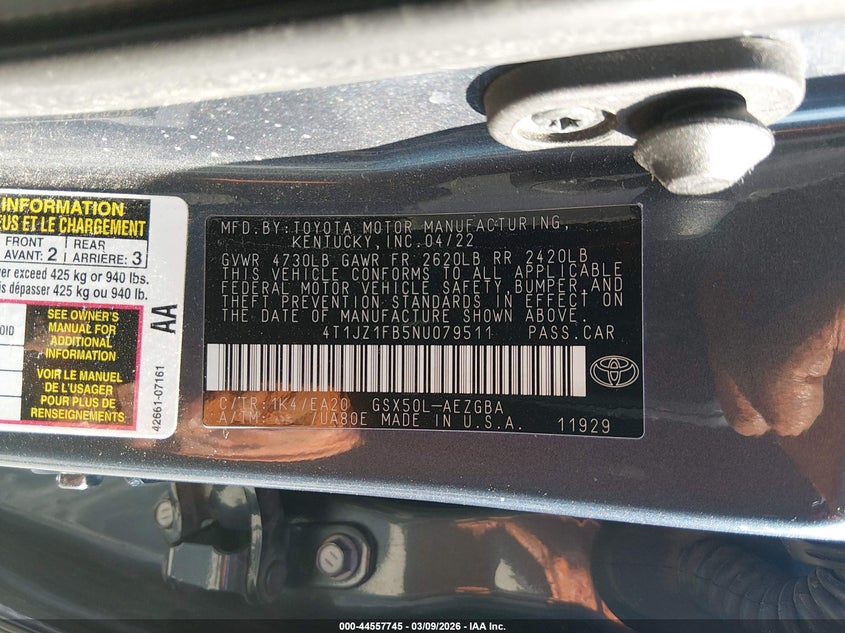 INFORMATION
EUS ET LE CHARGEMENT
FRONT
AVANT: 2
REAR
ARRIÈRE: 3
exceed 425 kg or 940 lbs.
dépasser 425 kg ou 940 lb.
SEE OWNER'S
MANUAL FOR
ADDITIONAL
INFORMATION
VOIR LE MANUEL
DE L'USAGER
POUR PLUS DE
RENSEIGNEMENTS
AA
42661-07161
MFD.BY:TOYOTA MOTOR MANUFACTURING,
KENTUCKY,INC.04/22
GVWR 4730LB GAWR FR 2620LB RR 2420LB
THIS VEHICLE CONFORMS TO ALL APPLICABLE
FEDERAL MOTOR VEHICLE SAFETY,BUMPER,AND
THEFT PREVENTION STANDARDS IN EFFECT ON
THE DATE OF MANUFACTURE SHOWN ABOVE.
4T1JZ1FB5NU079511 PASS.CAR
C/TR:1K4/EA20 GSX50L-AEZGBA
A/TM: /UA80E MADE IN U.S.A. 11929
000-44557745 - 03/09/2026 - IAA Inc.